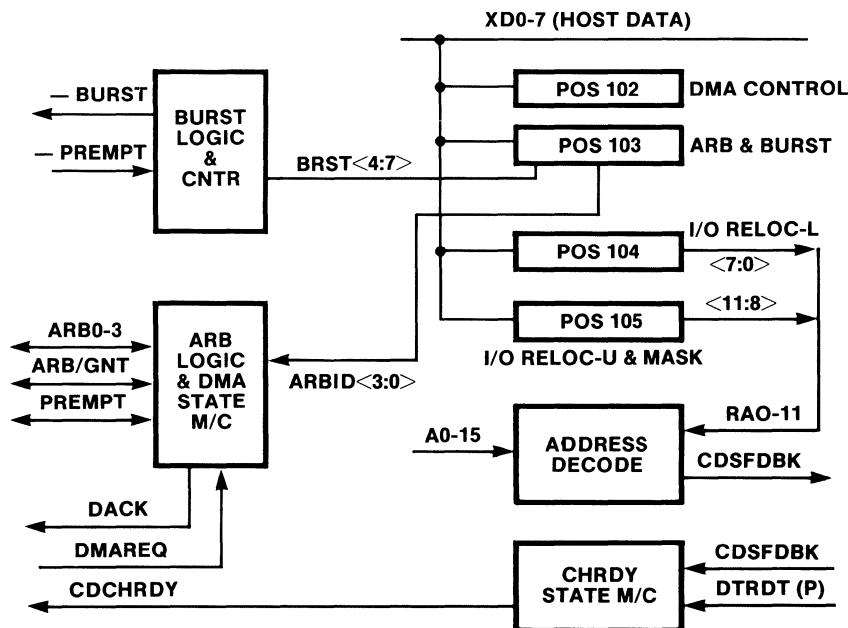 XD0-7 (HOST DATA)
— BURST
— PREMPT
BURST
LOGIC
&
CNTR
BRST<4:7>
POS 102
DMA CONTROL
POS 103
ARB & BURST
POS 104
I/O RELOC-L
<7:0>
POS 105
<11:8>
I/O RELOC-U & MASK
ARB0-3
ARB/GNT
PREMPT
ARB
LOGIC
& DMA
STATE
M/C
ARBID<3:0>
A0-15
ADDRESS
DECODE
RAO-11
CDSFDBK
DACK
DMAREQ
CDCHRDY
CHRDY
STATE M/C
CDSFDBK
DTRDT (P)